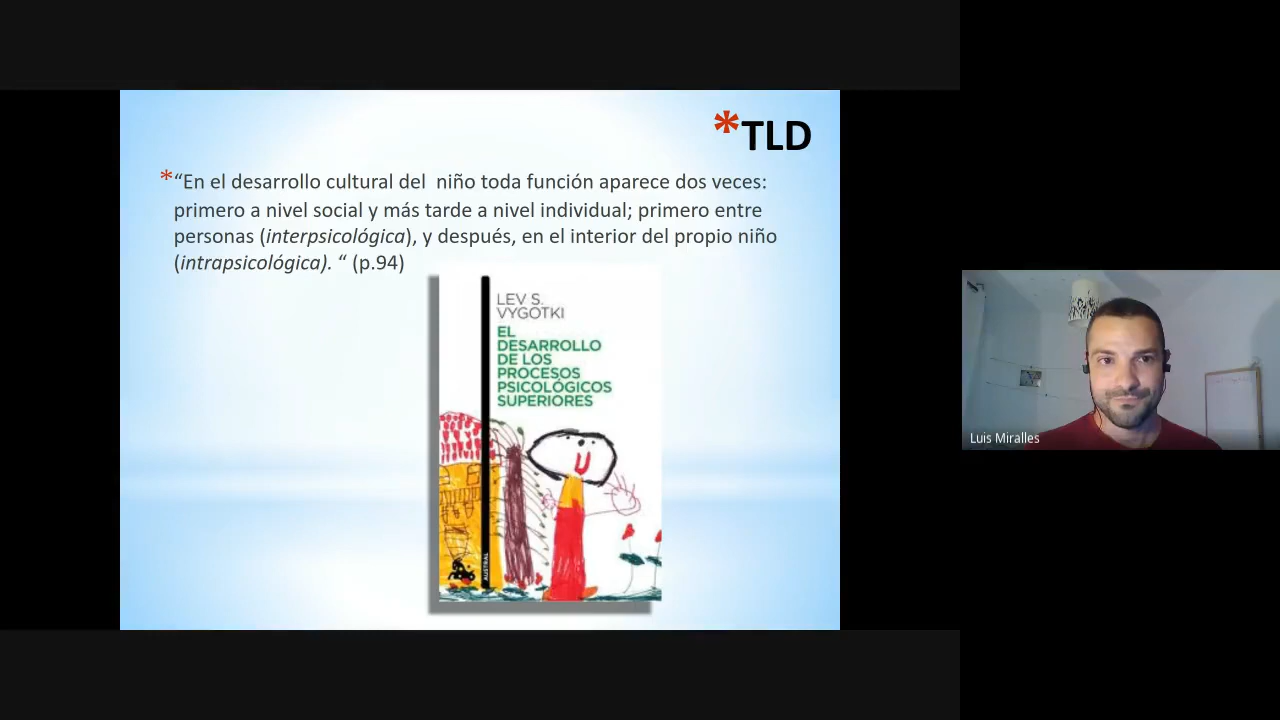 *TLD
*“En el desarrollo cultural del  niño toda función aparece dos veces:
primero a nivel social y más tarde a nivel individual; primero entre
personas (interpsicológica), y después, en el interior del propio niño
(intrapsicológica). “ (p.94)
LEV S.
VYGOTKI
EL
DESARROLLO
DE LOS
PROCESOS
PSICOLÓGICOS
SUPERIORES
AUSTRAL
Luis Miralles